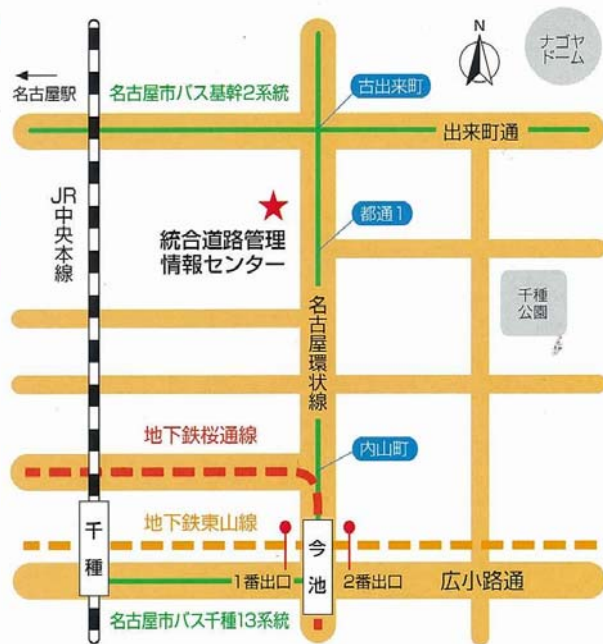 N
ナゴヤ
ドーム
名古屋駅
名古屋市バス基幹2系統
古出来町
出来町通
JR中央本線
都通1
統合道路管理
情報センター
千種
公園
名古屋環状線
地下鉄桜通線
内山町
地下鉄東山線
千種
今池
1番出口
2番出口
広小路通
名古屋市バス千種13系統